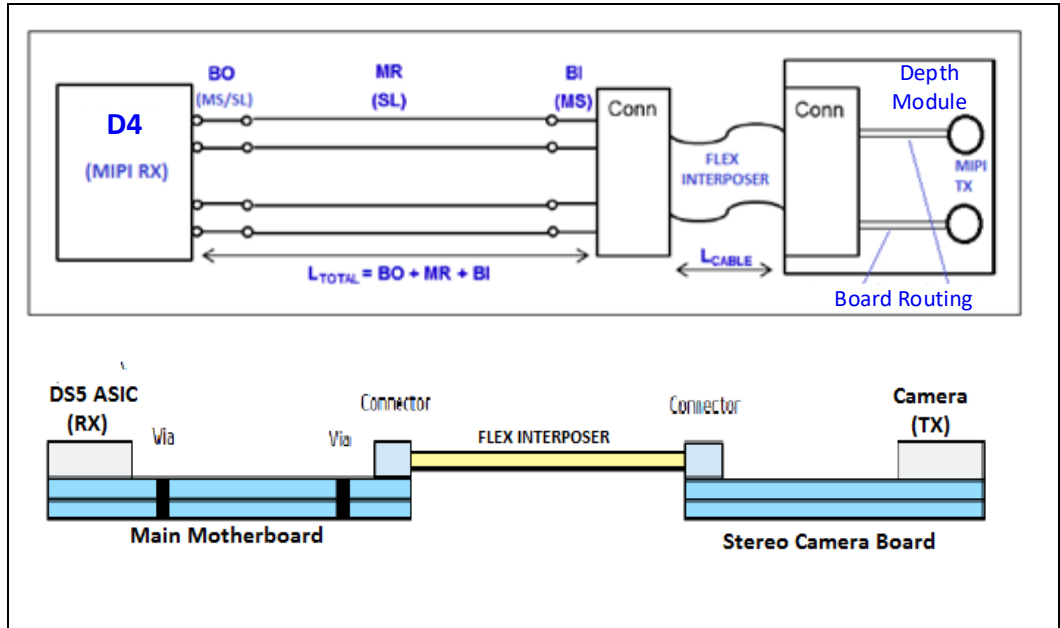 BO
(MS/SL)
MR
(SL)
BI
(MS)
Depth
Module
Conn
Conn
D4
(MIPI RX)
FLEX
INTERPOSER
MIPI
TX
LTOTAL = BO + MR + BI
LCABLE
Board Routing
DS5 ASIC
(RX)
Via
Via
Connector
FLEX INTERPOSER
Connector
Camera
(TX)
Main Motherboard
Stereo Camera Board